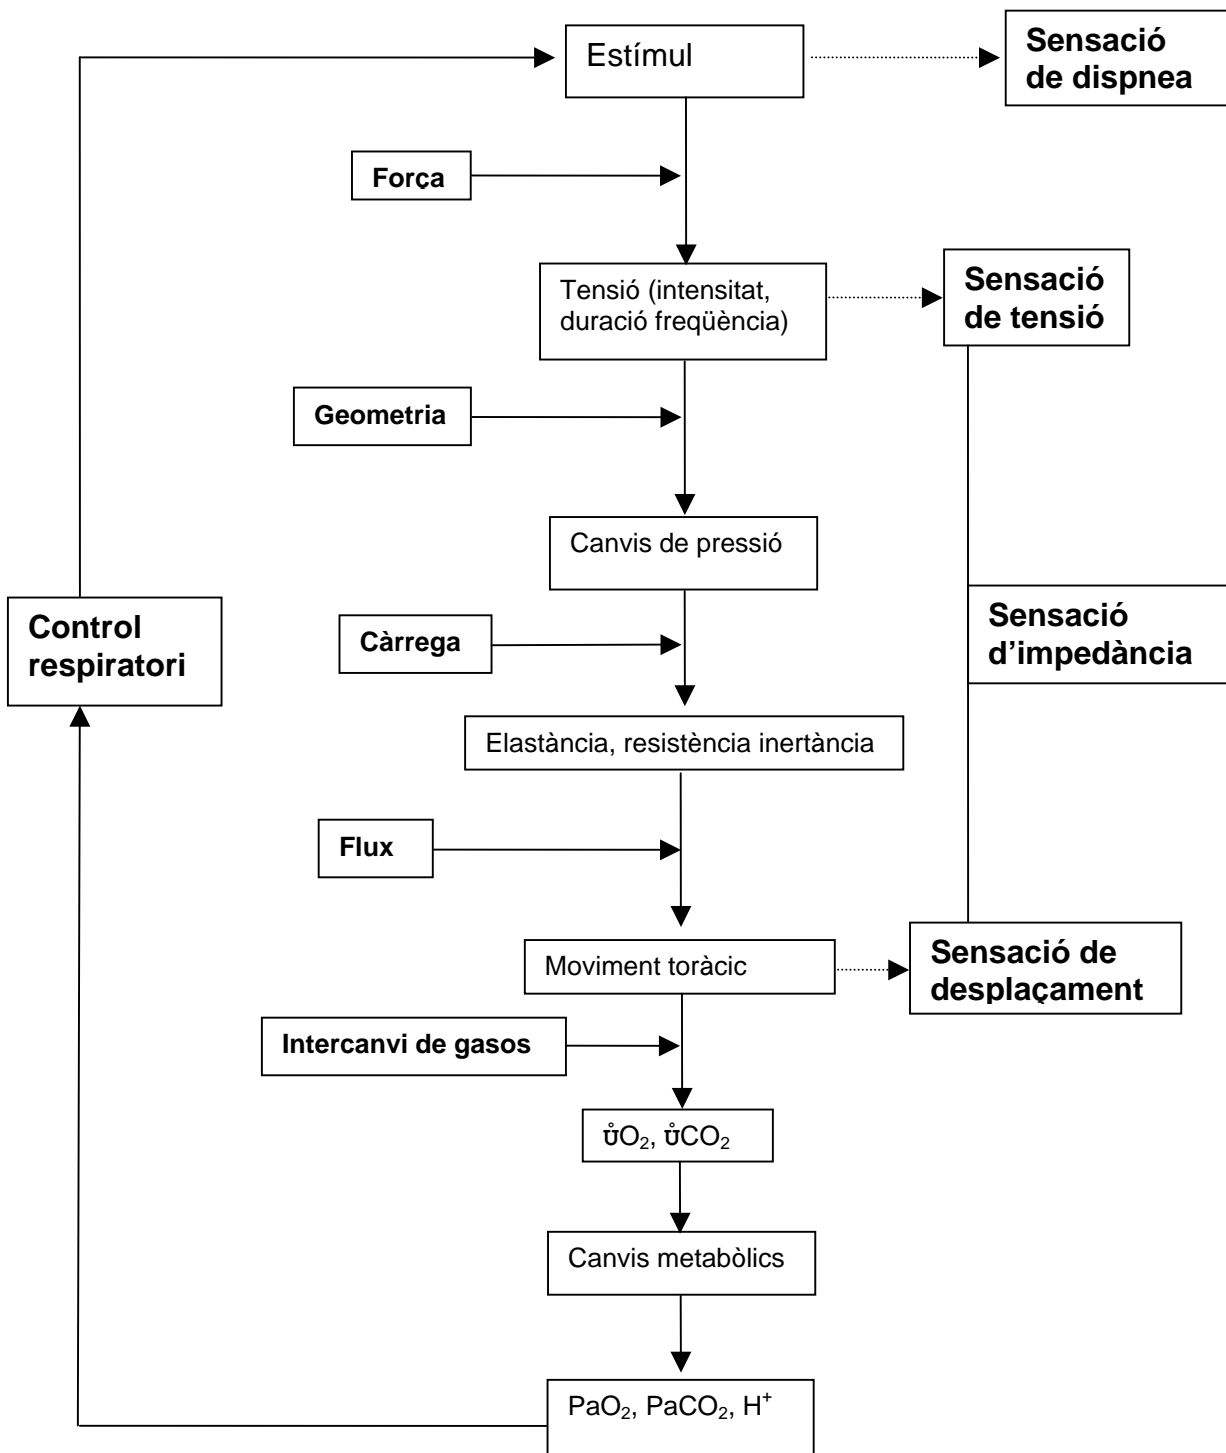 Estímul
Sensació
de dispnea
Força
Tensió (intensitat,
duració freqüència)
Sensació
de tensió
Geometria
Canvis de pressió
Control
respiratori
Càrrega
Sensació
d’impedància
Elastància, resistència inertància
Flux
Moviment toràcic
Sensació de
desplaçament
Intercanvi de gasos
ʊ̊O₂, ʊ̊CO₂
Canvis metabòlics
PaO₂, PaCO₂, H⁺